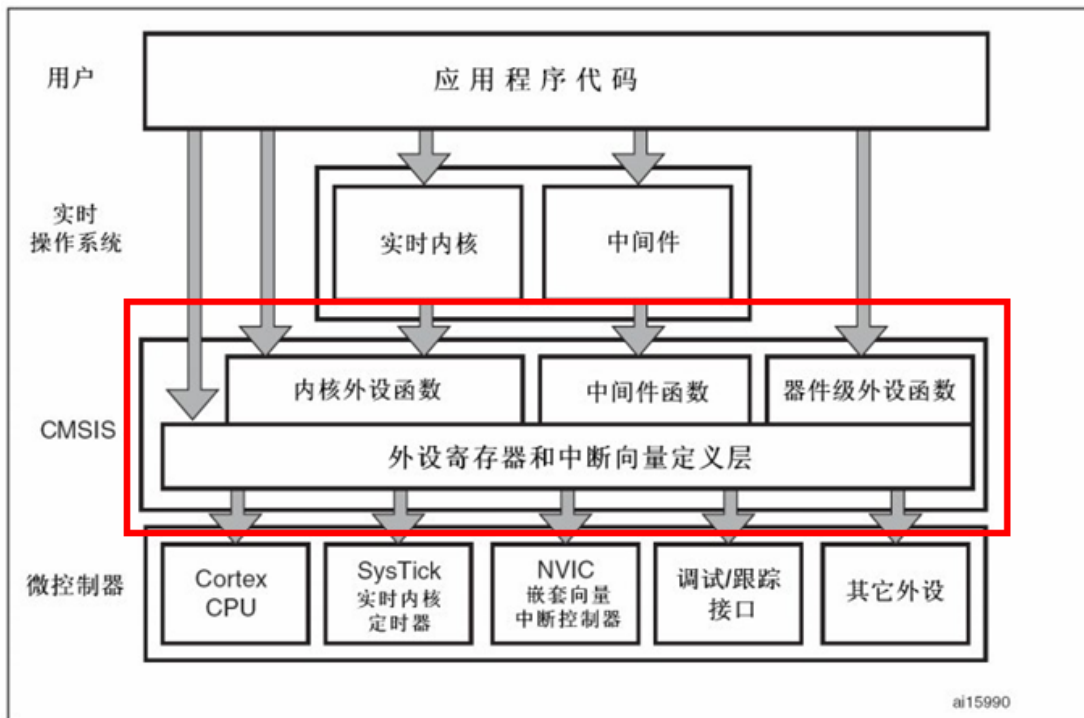 用户
应用程序代码
实时
操作系统
实时内核
中间件
CMSIS
内核外设函数
中间件函数
器件级外设函数
外设寄存器和中断向量定义层
微控制器
Cortex
CPU
SysTick
实时内核
定时器
NVIC
嵌套向量
中断控制器
调试/跟踪
接口
其它外设
ai15990